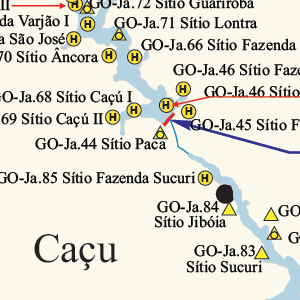 GO-Ja.72 Sítio Guariroba
da Varjão I
GO-Ja.71 Sítio Lontra
São José
GO-Ja.66 Sítio Fazenda
70 Sítio Âncora
GO-Ja.46 Sítio Faze
GO-Ja.68 Sítio Caçú I
GO-Ja.46 Sítio
69 Sítio Caçú II
GO-Ja.45 Sítio F
GO-Ja.44 Sítio Paca
GO-Ja.85 Sítio Fazenda Sucuri
GO-Ja.84
Sítio Jibóia
GO
Caçu
GO-Ja.83
Sítio Sucuri